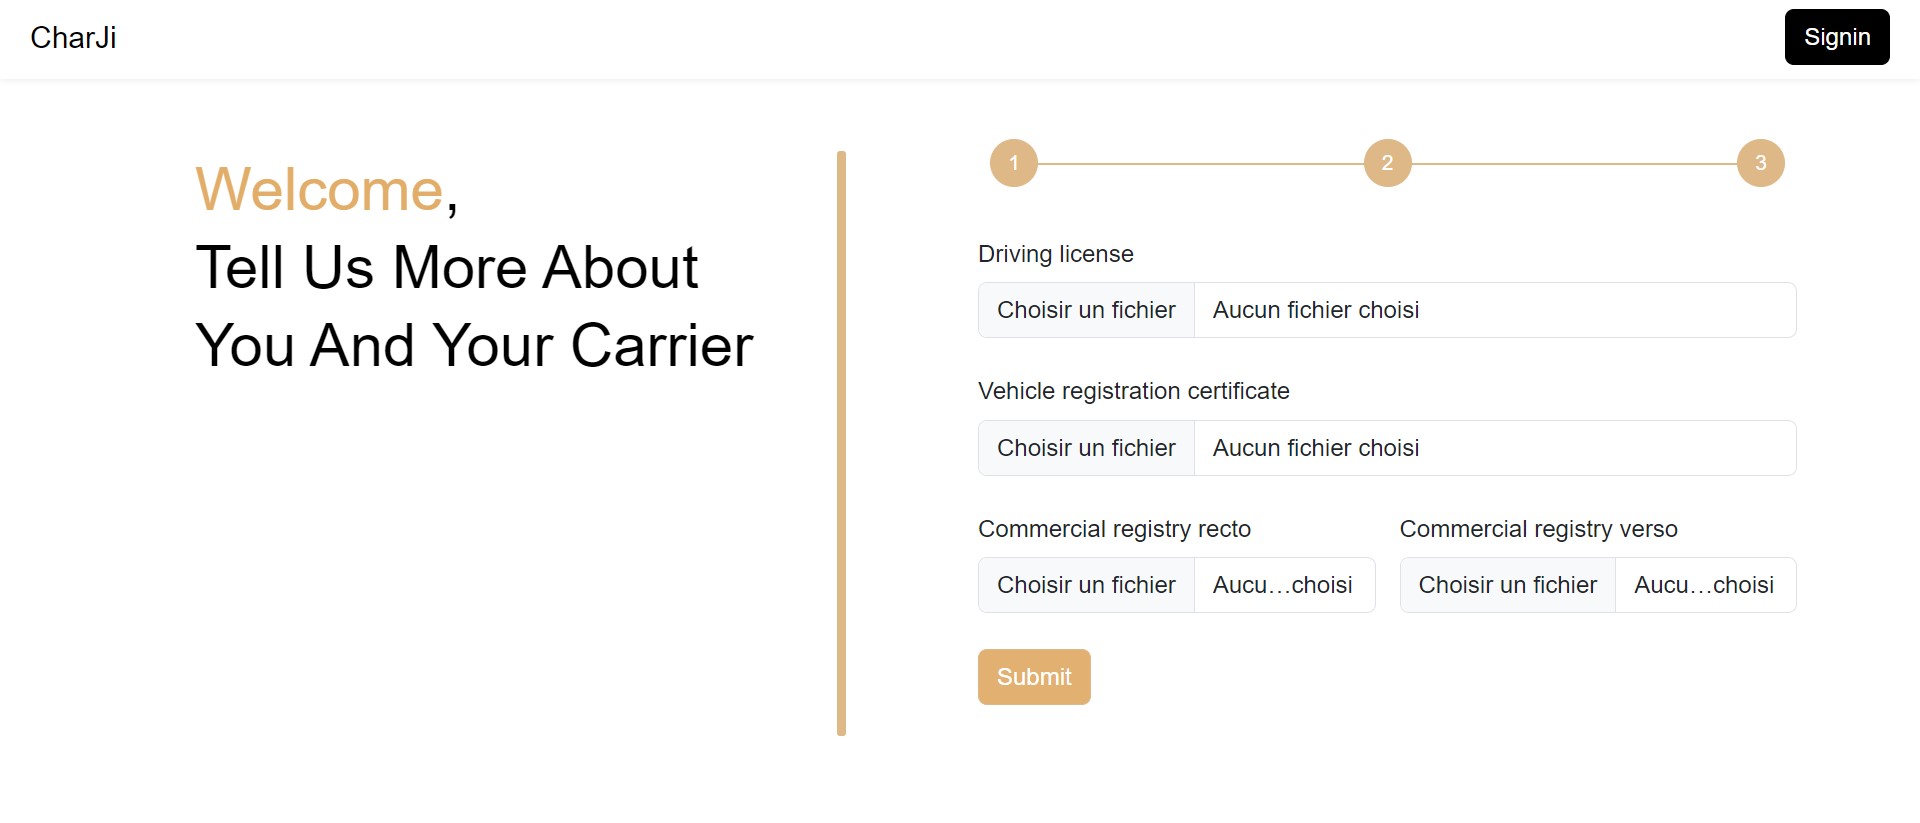 CharJi
Signin
Welcome,
Tell Us More About
You And Your Carrier
1 2 3
Driving license
Choisir un fichier Aucun fichier choisi
Vehicle registration certificate
Choisir un fichier Aucun fichier choisi
Commercial registry recto
Choisir un fichier Aucu…choisi
Commercial registry verso
Choisir un fichier Aucu…choisi
Submit